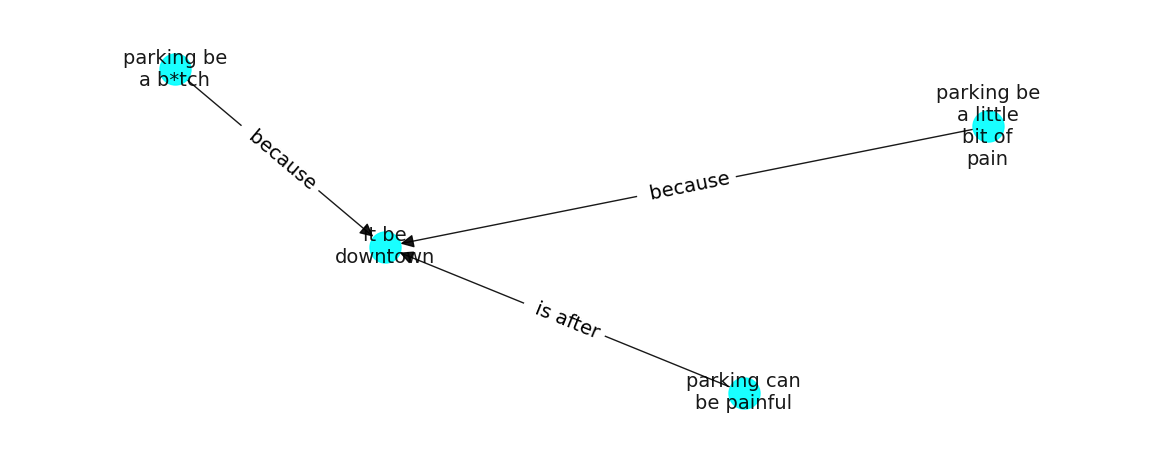 parking be
a b*tch
parking be
a little
bit of
pain
because
because
it be
downtown
is after
parking can
be painful